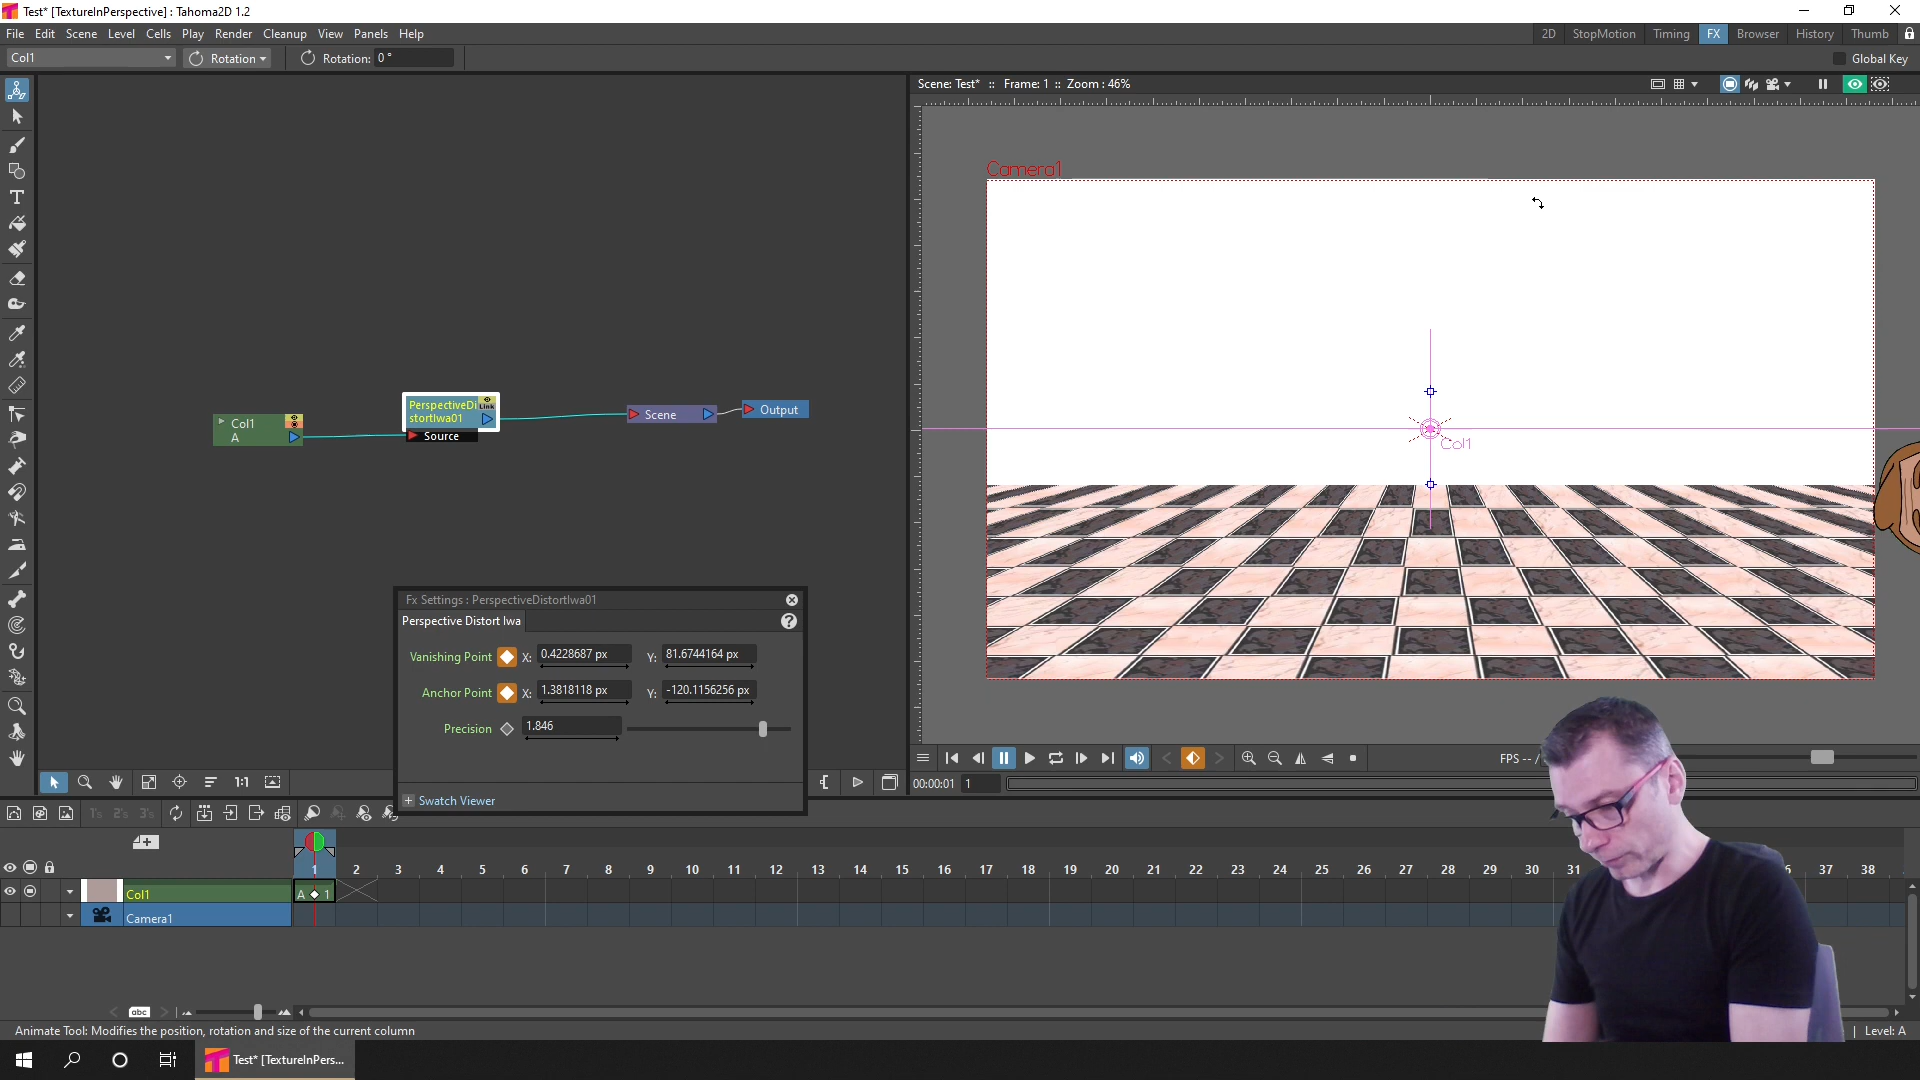 Test* [TextureInPerspective] : Tahoma2D 1.2
File Edit Scene Level Cells Play Render Cleanup View Panels Help
2D StopMotion Timing FX Browser History Thumb
Col1 Rotation Rotation: 0 ° Global Key
Scene: Test* :: Frame: 1 :: Zoom : 46%
Camera1
Col1
Col1
A
PerspectiveDi
stortIwa01
Link
Source
Scene
Output
Fx Settings : PerspectiveDistortIwa01
Perspective Distort Iwa
?
Vanishing Point X: 0.4228687 px Y: 81.6744164 px
Anchor Point X: 1.3818118 px Y: -120.1156256 px
Precision 1.846
Swatch Viewer
1:1
FPS -- /
00:00:01 1
1's 2's 3's
1 2 3 4 5 6 7 8 9 10 11 12 13 14 15 16 17 18 19 20 21 22 23 24 25 26 27 28 29 30 31 37 38
Col1 A 1
Camera1
abc
Animate Tool: Modifies the position, rotation and size of the current column
Level: A
Test* [TextureInPers...